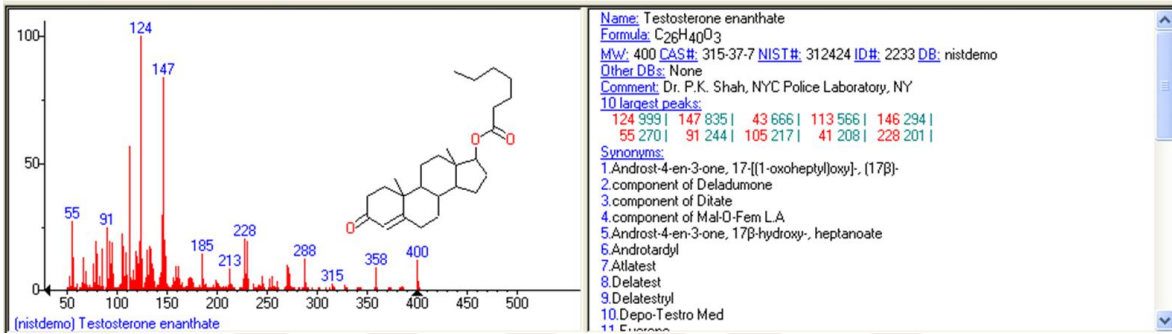 100
50
0
50 100 150 200 250 300 350 400 450 500
124
147
55
91
185
213
228
288
315
358
400
O
O
O
(nistdemo) Testosterone enanthate
Name: Testosterone enanthate
Formula: C26H40O3
MW: 400 CAS#: 315-37-7 NIST#: 312424 ID#: 2233 DB: nistdemo
Other DBs: None
Comment: Dr. P.K. Shah, NYC Police Laboratory, NY
10 largest peaks:
124 999 | 147 835 | 43 666 | 113 566 | 146 294 |
55 270 | 91 244 | 105 217 | 41 208 | 228 201 |
Synonyms:
1.Androst-4-en-3-one, 17-[(1-oxoheptyl)oxy]-, (17β)-
2.component of Deladumone
3.component of Ditate
4.component of Mal-O-Fem L.A
5.Androst-4-en-3-one, 17β-hydroxy-, heptanoate
6.Androtardyl
7.Atlatest
8.Delatest
9.Delatestryl
10.Depo-Testro Med